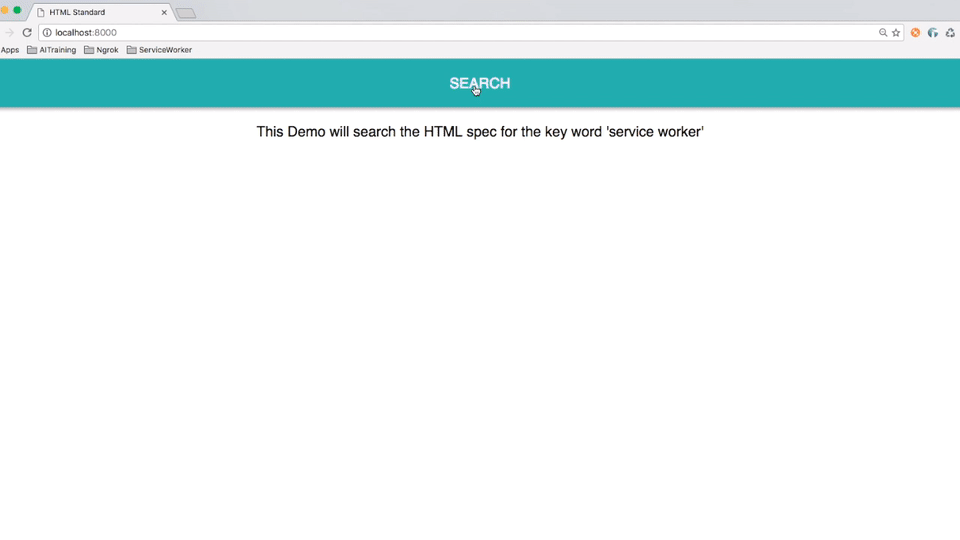 HTML Standard
localhost:8000
Apps AITraining Ngrok ServiceWorker
SEARCH
This Demo will search the HTML spec for the key word 'service worker'